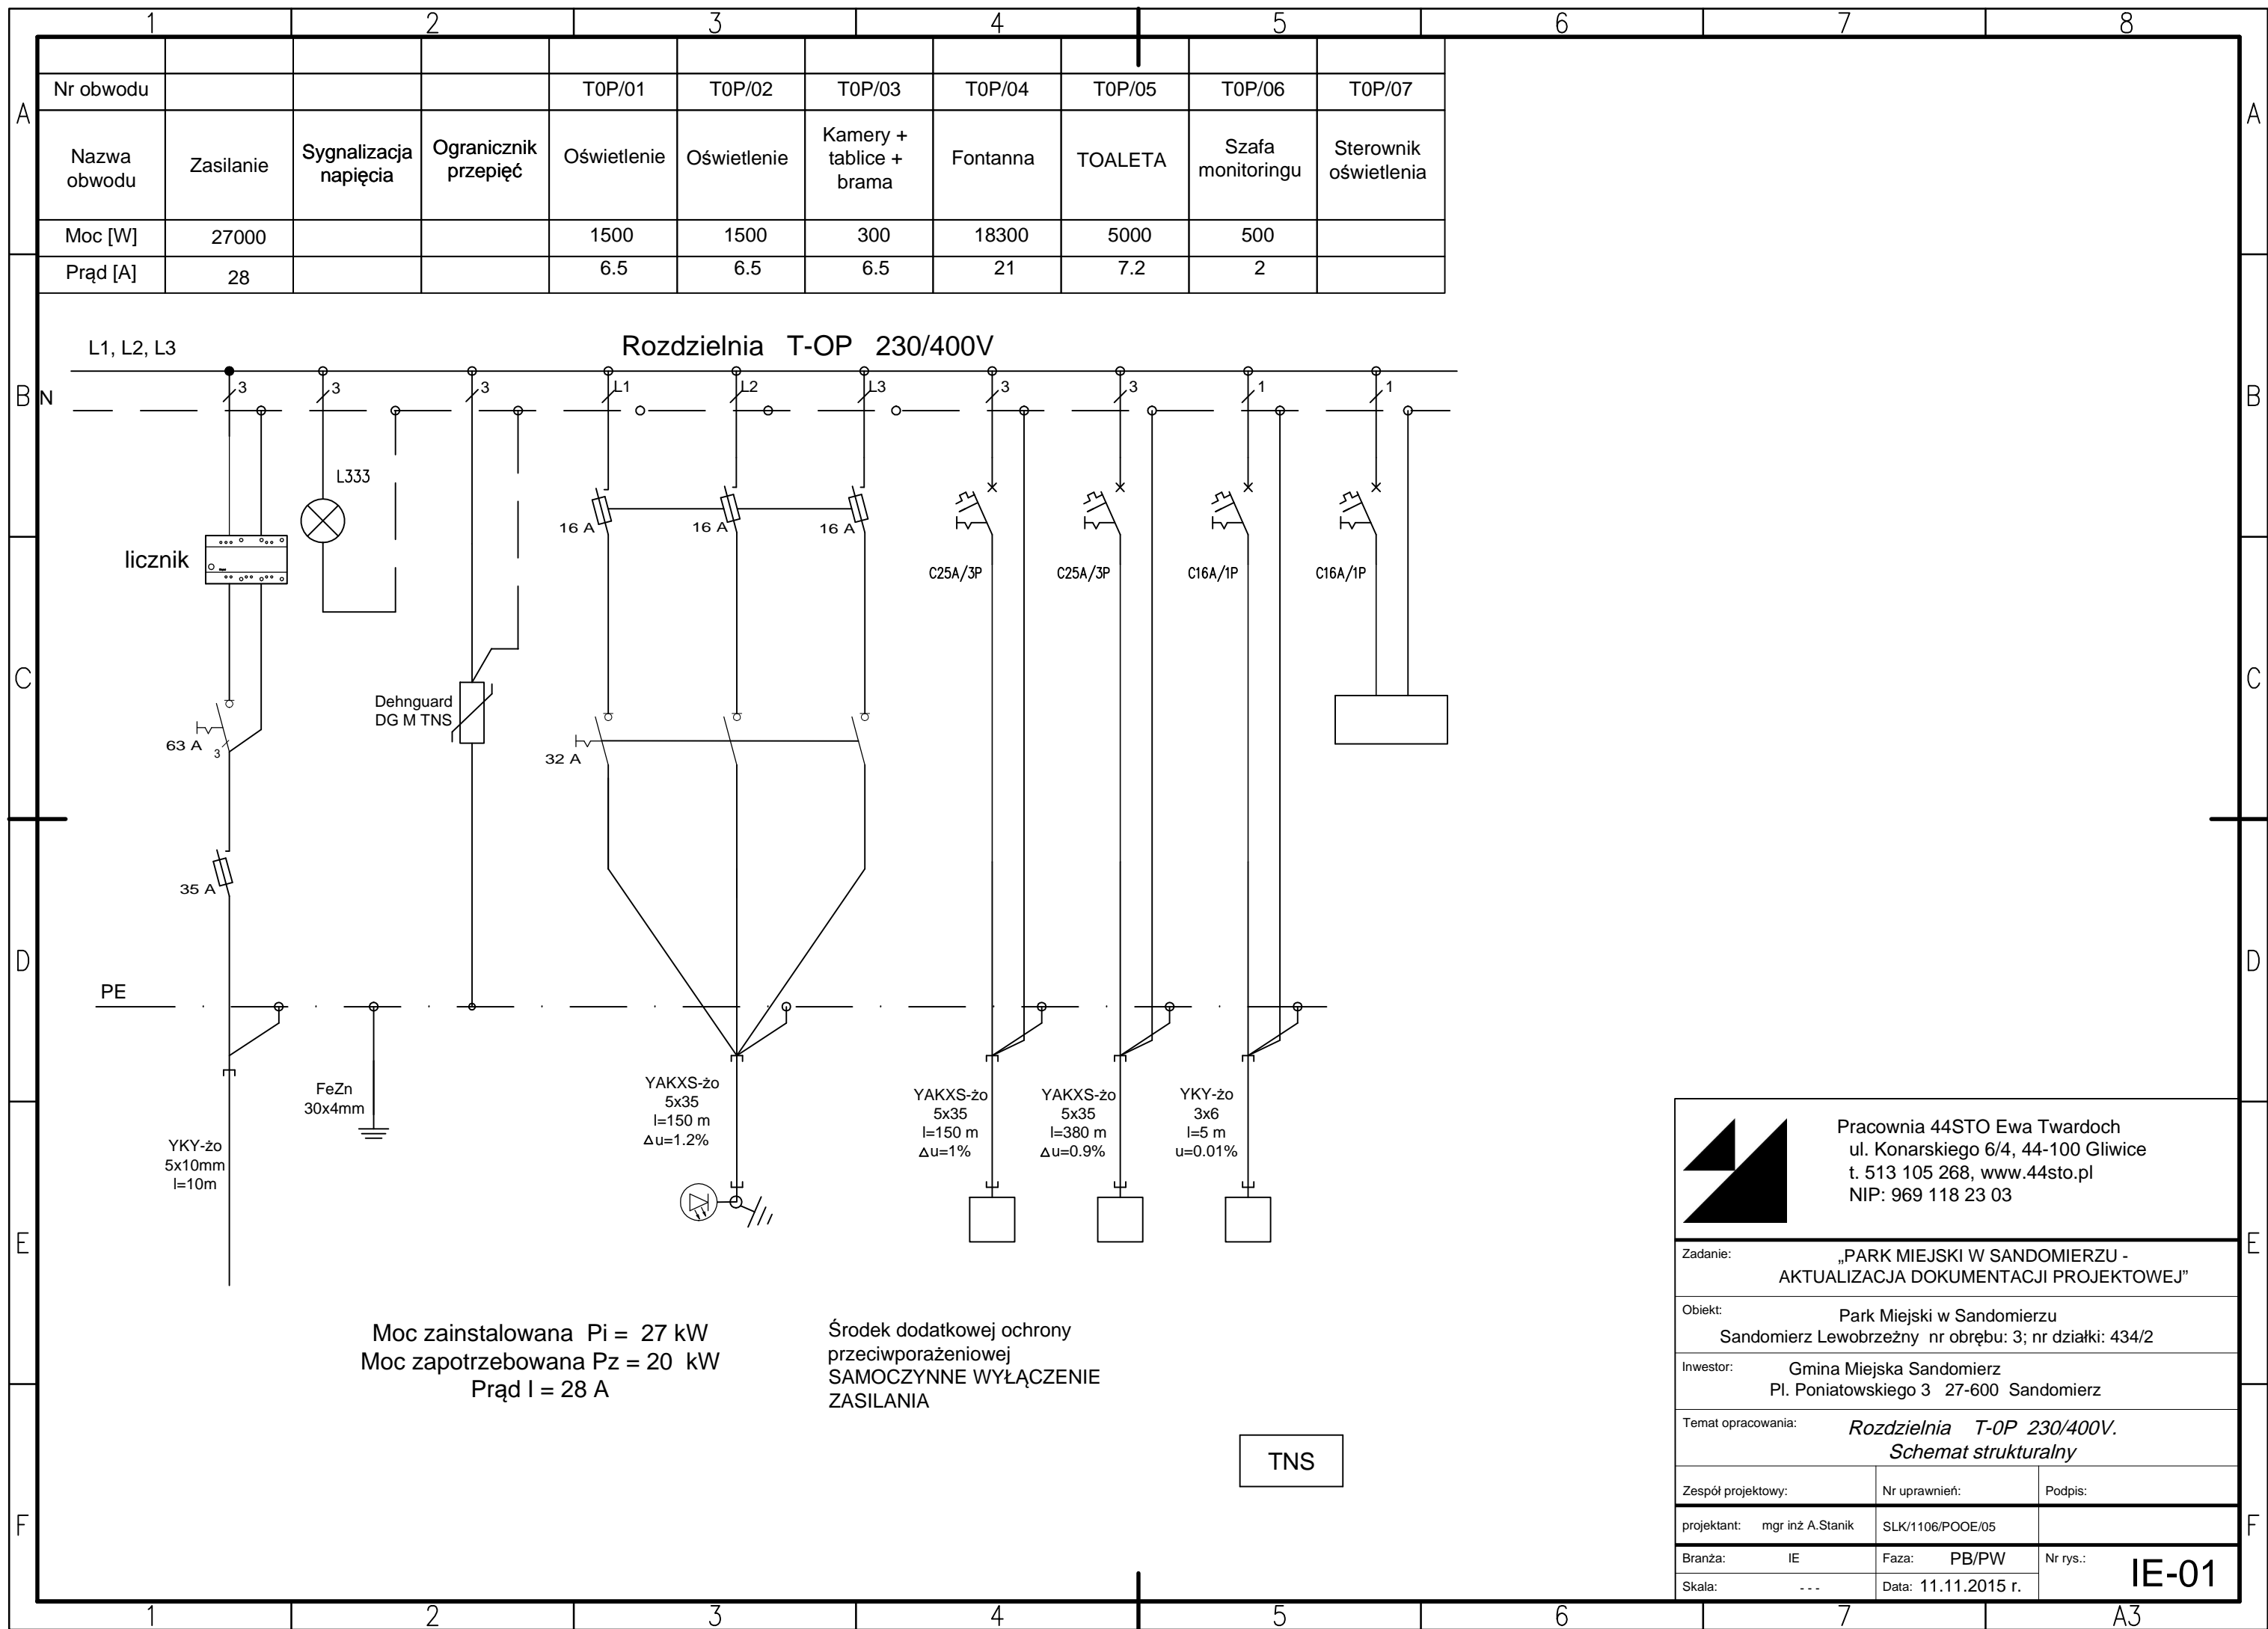 1 2 3 4 5 6 7 8
A A
B B
C C
D D
E E
F F
Nr obwodu T0P/01 T0P/02 T0P/03 T0P/04 T0P/05 T0P/06 T0P/07
Nazwa
obwodu
Zasilanie
Sygnalizacja
napięcia
Ogranicznik
przepięć
Oświetlenie
Oświetlenie
Kamery +
tablice +
brama
Fontanna
TOALETA
Szafa
monitoringu
Sterownik
oświetlenia
Moc [W] 27000 1500 1500 300 18300 5000 500
Prąd [A] 28 6.5 6.5 6.5 21 7.2 2
L1, L2, L3
Rozdzielnia T-OP 230/400V
3 3 3 L1 L2 L3 3 3 1 1
N
L333
16 A 16 A 16 A
licznik
C25A/3P C25A/3P C16A/1P C16A/1P
Dehnguard
DG M TNS
63 A
3
32 A
35 A
PE
FeZn
30x4mm
YKY-żo
5x10mm
l=10m
YAKXS-żo
5x35
l=150 m
Δu=1.2%
YAKXS-żo
5x35
l=150 m
Δu=1%
YAKXS-żo
5x35
l=380 m
Δu=0.9%
YKY-żo
3x6
l=5 m
u=0.01%
Moc zainstalowana Pi = 27 kW
Moc zapotrzebowana Pz = 20 kW
Prąd I = 28 A
Środek dodatkowej ochrony
przeciwporażeniowej
SAMOCZYNNE WYŁĄCZENIE
ZASILANIA
TNS
Pracownia 44STO Ewa Twardoch
ul. Konarskiego 6/4, 44-100 Gliwice
t. 513 105 268, www.44sto.pl
NIP: 969 118 23 03
Zadanie: „PARK MIEJSKI W SANDOMIERZU -
AKTUALIZACJA DOKUMENTACJI PROJEKTOWEJ”
Obiekt: Park Miejski w Sandomierzu
Sandomierz Lewobrzeżny nr obrębu: 3; nr działki: 434/2
Inwestor: Gmina Miejska Sandomierz
Pl. Poniatowskiego 3 27-600 Sandomierz
Temat opracowania: Rozdzielnia T-0P 230/400V.
Schemat strukturalny
Zespół projektowy: Nr uprawnień: Podpis:
projektant: mgr inż A.Stanik SLK/1106/POOE/05
Branża: IE Faza: PB/PW Nr rys.: IE-01
Skala: - - - Data: 11.11.2015 r.
1 2 3 4 5 6 7 A3